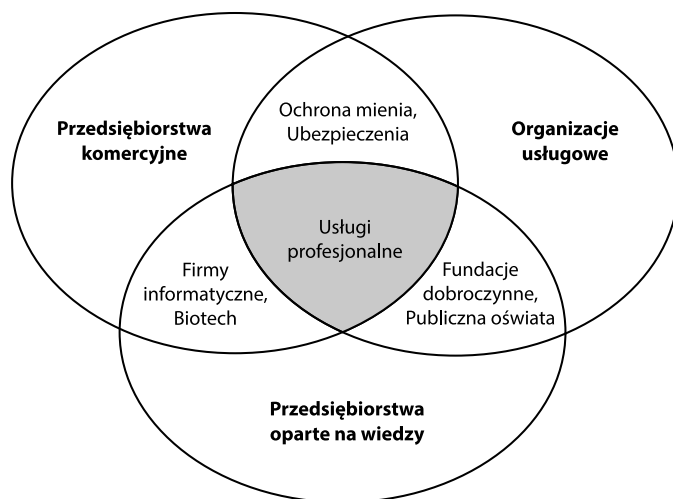 Ochrona mienia,
Ubezpieczenia
Przedsiębiorstwa
komercyjne
Organizacje
usługowe
Usługi
profesjonalne
Firmy
informatyczne,
Biotech
Fundacje
dobroczynne,
Publiczna oświata
Przedsiębiorstwa
oparte na wiedzy